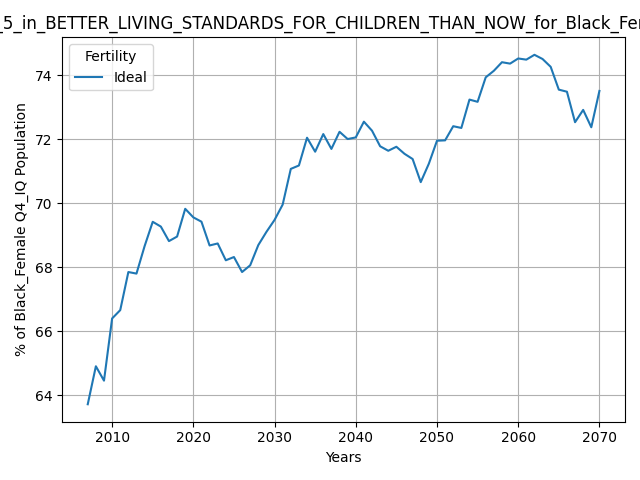 _5_in_BETTER_LIVING_STANDARDS_FOR_CHILDREN_THAN_NOW_for_Black_Fem
Fertility
Ideal
% of Black_Female Q4_IQ Population
74
72
70
68
66
64
2010 2020 2030 2040 2050 2060 2070
Years